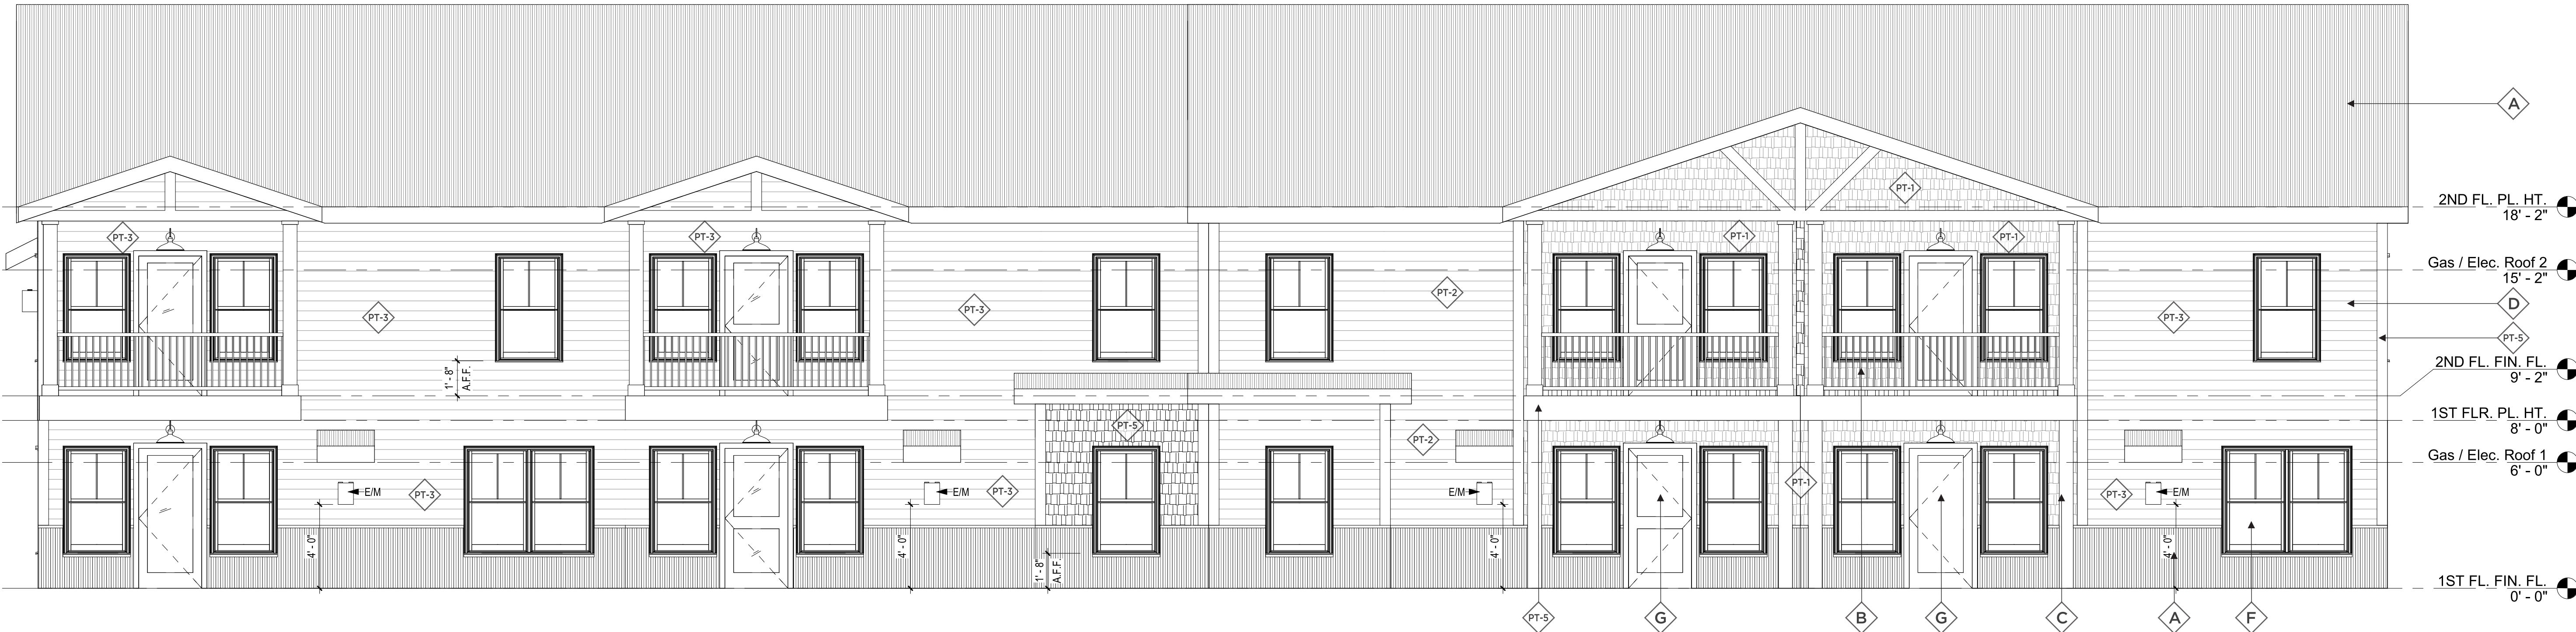 A
PT-1
2ND FL. PL. HT.
18' - 2"
PT-3
PT-3
PT-1
PT-1
Gas / Elec. Roof 2
15' - 2"
PT-2
D
PT-3
PT-3
PT-3
PT-5
2ND FL. FIN. FL.
9' - 2"
1' - 8"
A.F.F.
1ST FLR. PL. HT.
8' - 0"
PT-5
PT-2
Gas / Elec. Roof 1
6' - 0"
PT-1
E/M
PT-3
E/M
PT-3
E/M
PT-3
E/M
4' - 0"
4' - 0"
1' - 8"
A.F.F.
4' - 0"
4' - 0"
1ST FL. FIN. FL.
0' - 0"
PT-5
G
B
G
C
A
F